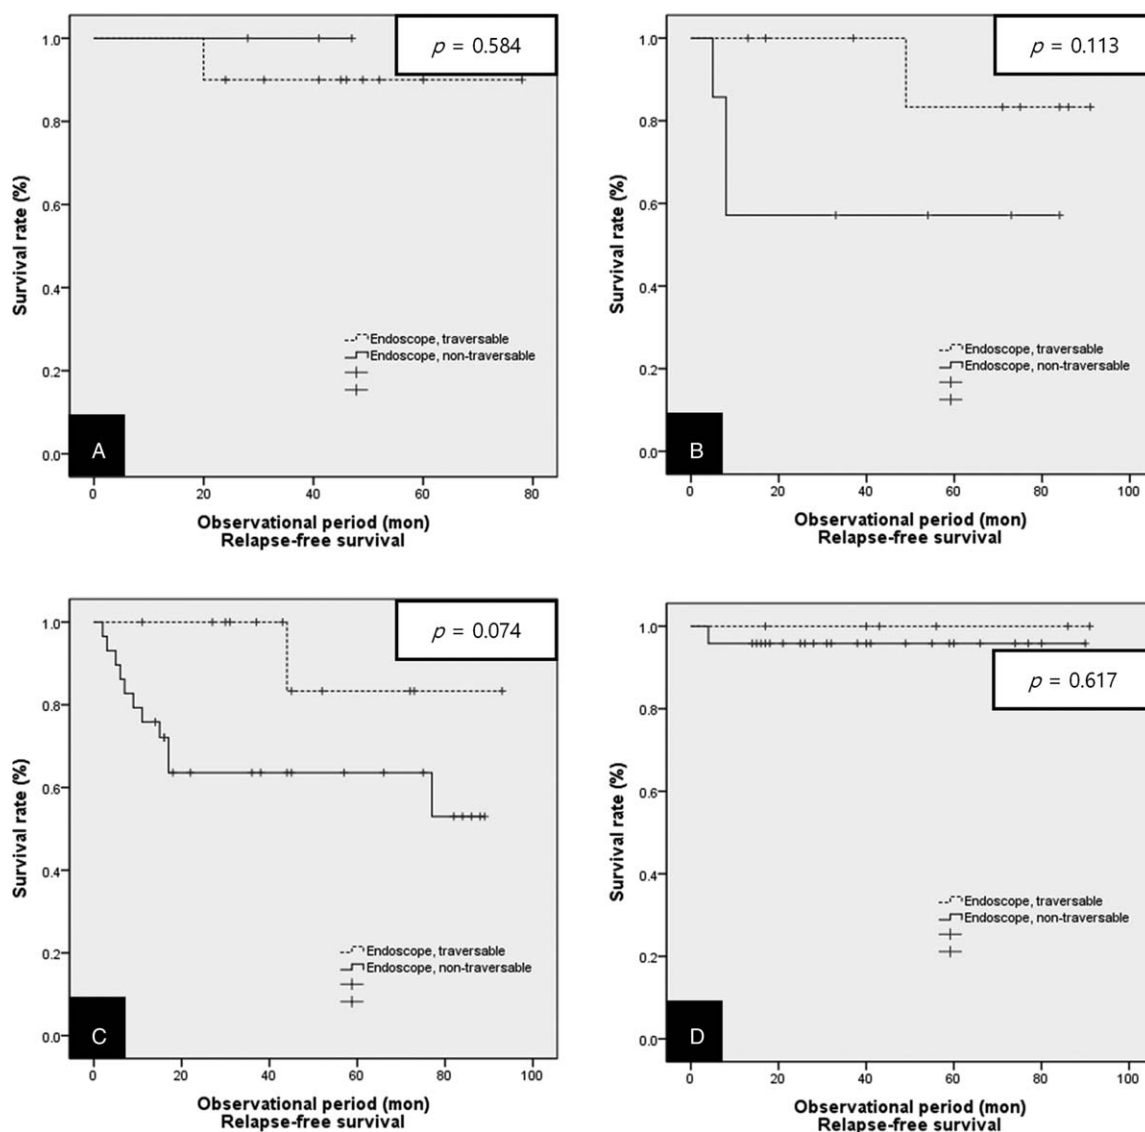 p = 0.584
1.0
0.8
0.6
0.4
0.2
0.0
Survival rate (%)
Endoscope, traversable
Endoscope, non-traversable
A
0 20 40 60 80
Observational period (mon)
Relapse-free survival
p = 0.113
1.0
0.8
0.6
0.4
0.2
0.0
Survival rate (%)
Endoscope, traversable
Endoscope, non-traversable
B
0 20 40 60 80 100
Observational period (mon)
Relapse-free survival
p = 0.074
1.0
0.8
0.6
0.4
0.2
0.0
Survival rate (%)
Endoscope, traversable
Endoscope, non-traversable
C
0 20 40 60 80 100
Observational period (mon)
Relapse-free survival
p = 0.617
1.0
0.8
0.6
0.4
0.2
0.0
Survival rate (%)
Endoscope, traversable
Endoscope, non-traversable
D
0 20 40 60 80 100
Observational period (mon)
Relapse-free survival